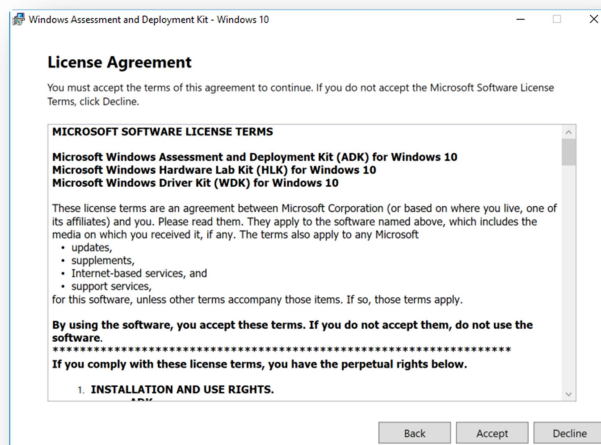 Windows Assessment and Deployment Kit - Windows 10
License Agreement
You must accept the terms of this agreement to continue. If you do not accept the Microsoft Software License
Terms, click Decline.
MICROSOFT SOFTWARE LICENSE TERMS
Microsoft Windows Assessment and Deployment Kit (ADK) for Windows 10
Microsoft Windows Hardware Lab Kit (HLK) for Windows 10
Microsoft Windows Driver Kit (WDK) for Windows 10
These license terms are an agreement between Microsoft Corporation (or based on where you live, one of
its affiliates) and you. Please read them. They apply to the software named above, which includes the
media on which you received it, if any. The terms also apply to any Microsoft
• updates,
• supplements,
• Internet-based services, and
• support services,
for this software, unless other terms accompany those items. If so, those terms apply.
By using the software, you accept these terms. If you do not accept them, do not use the
software.
********************************************************************
If you comply with these license terms, you have the perpetual rights below.
1. INSTALLATION AND USE RIGHTS.
Back Accept Decline